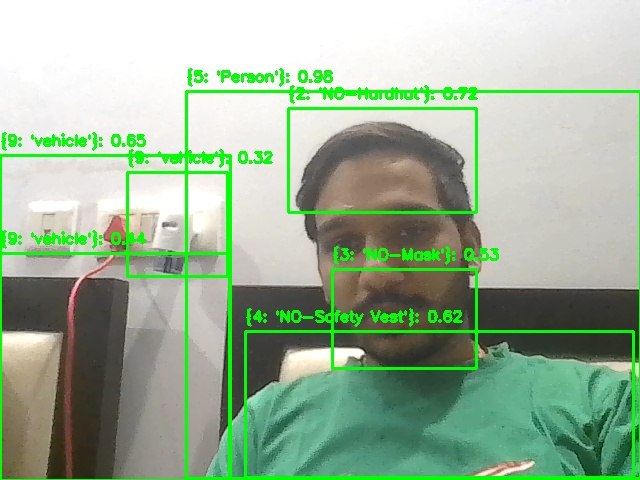 {5: 'Person'}: 0.98
{2: 'NO-Hardhat'}: 0.72
{9: 'vehicle'}: 0.65
{9: 'vehicle'}: 0.32
{9: 'vehicle'}: 0.44
{3: 'NO-Mask'}: 0.53
{4: 'NO-Safety Vest'}: 0.62